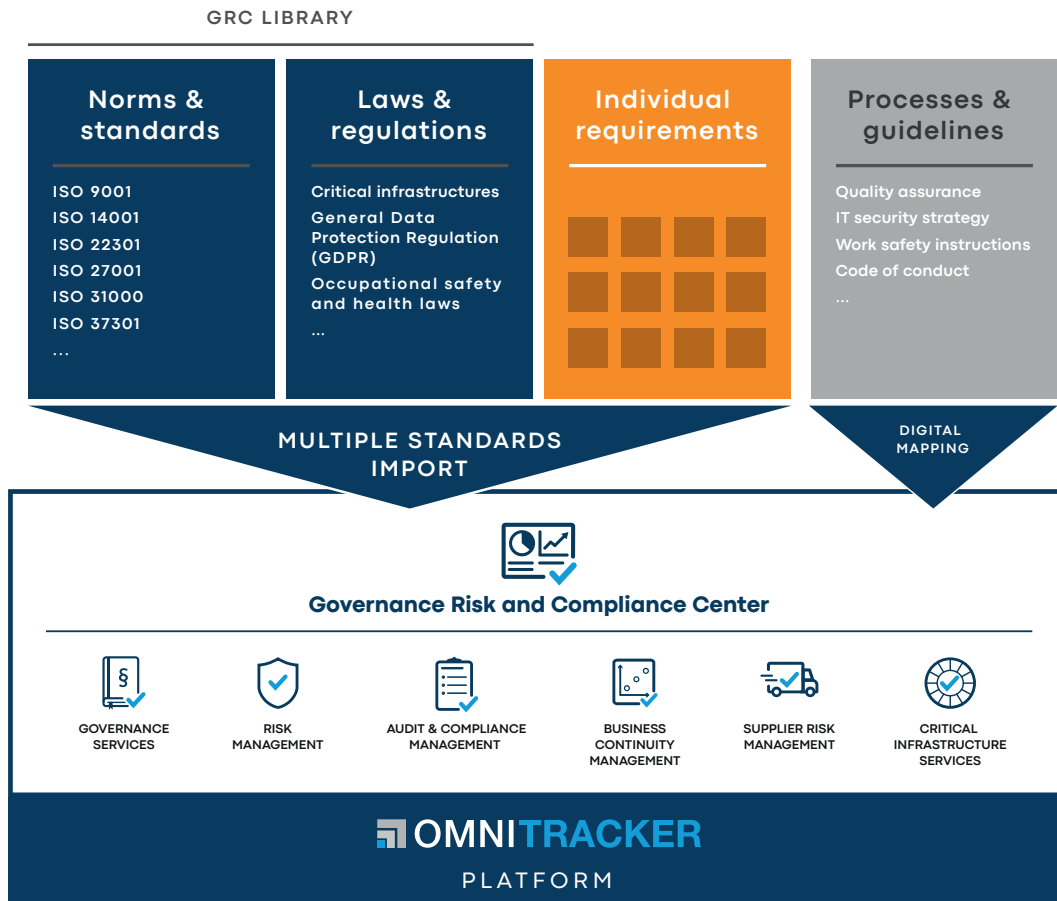 GRC LIBRARY
Norms &
standards
ISO 9001
ISO 14001
ISO 22301
ISO 27001
ISO 31000
ISO 37301
...
Laws &
regulations
Critical infrastructures
General Data
Protection Regulation
(GDPR)
Occupational safety
and health laws
...
Individual
requirements
Processes &
guidelines
Quality assurance
IT security strategy
Work safety instructions
Code of conduct
...
MULTIPLE STANDARDS
IMPORT
DIGITAL
MAPPING
Governance Risk and Compliance Center
§
GOVERNANCE
SERVICES
RISK
MANAGEMENT
AUDIT & COMPLIANCE
MANAGEMENT
BUSINESS
CONTINUITY
MANAGEMENT
SUPPLIER RISK
MANAGEMENT
CRITICAL
INFRASTRUCTURE
SERVICES
OMNITRACKER
PLATFORM